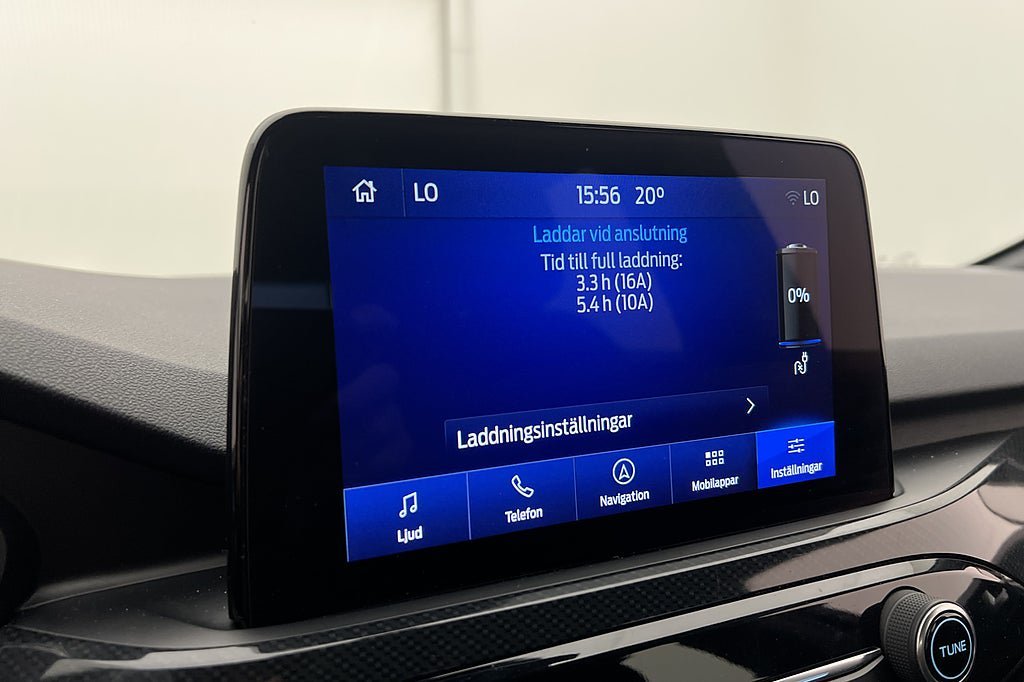 LO 15:56 20° LO
Laddar vid anslutning
Tid till full laddning:
3.3 h (16A)
5.4 h (10A)
0%
Laddningsinställningar
Ljud Telefon Navigation Mobilappar Inställningar
TUNE